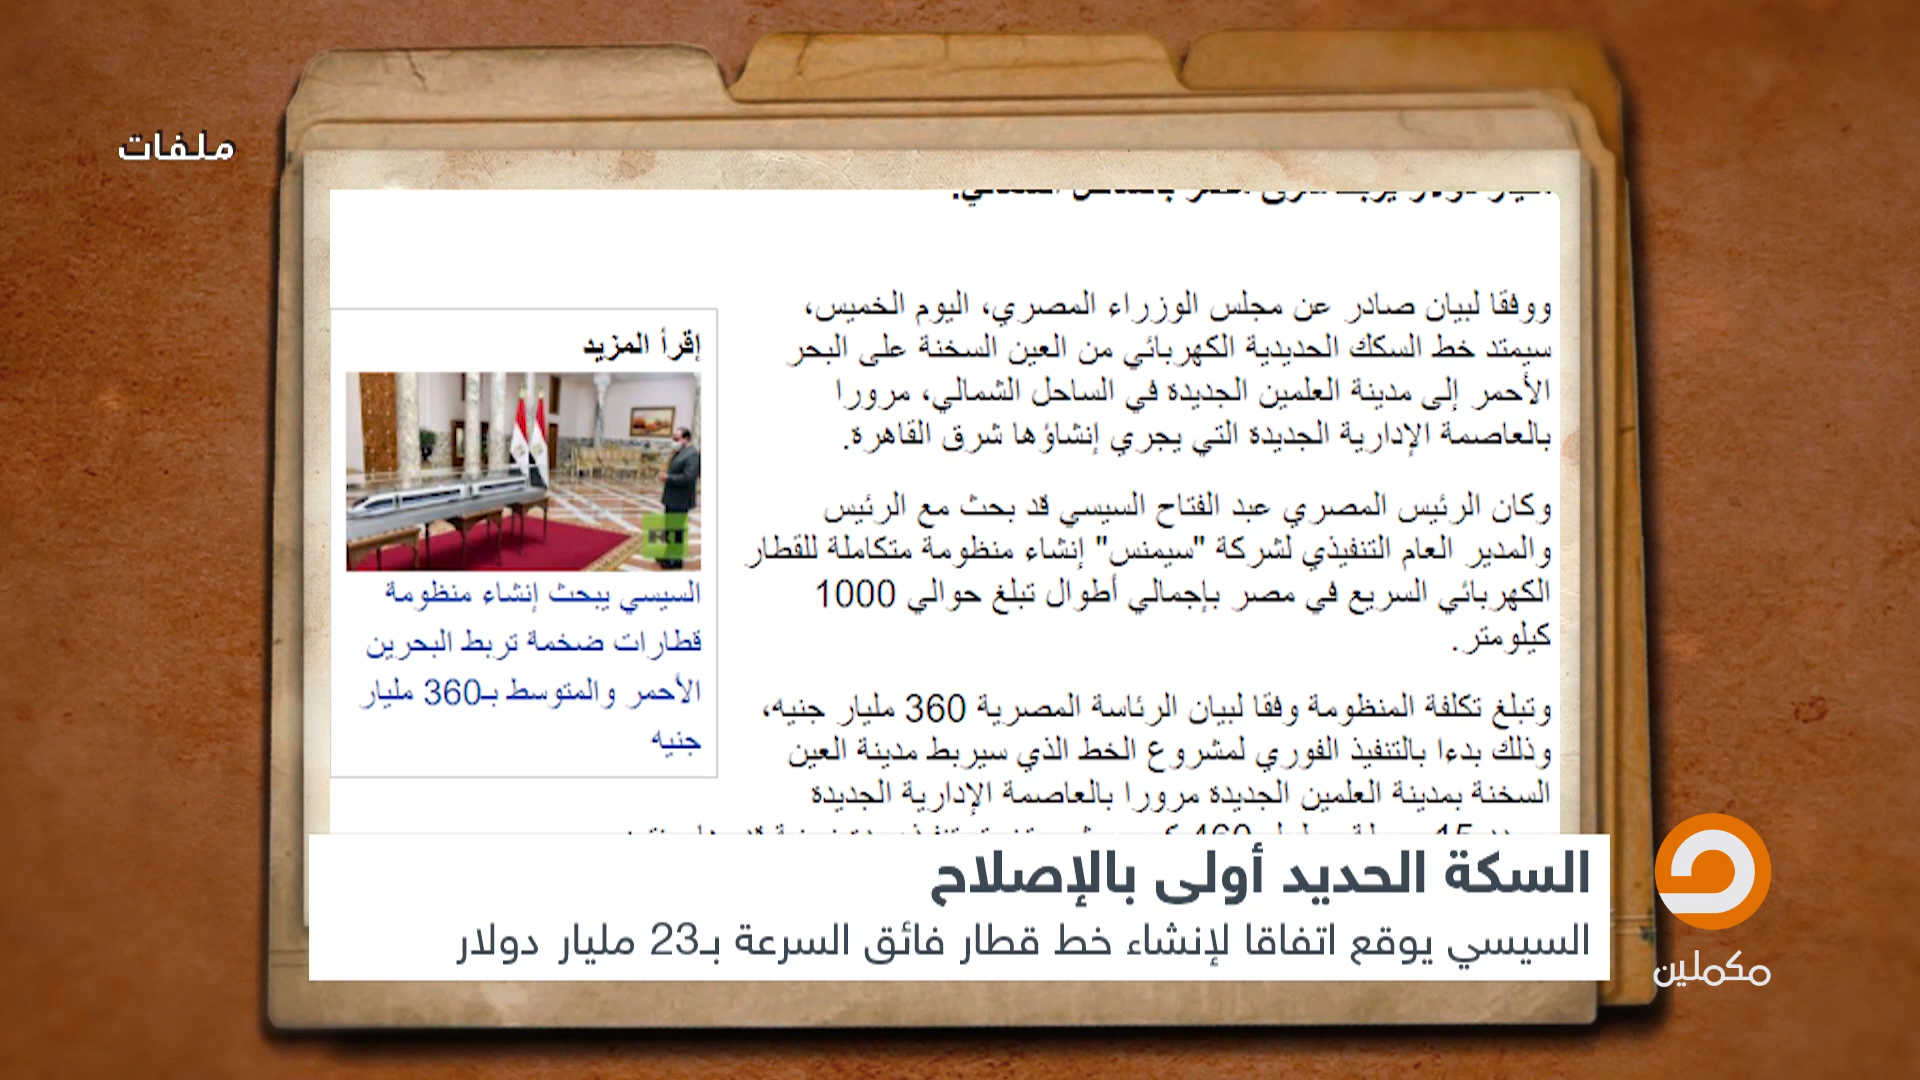 ملفات
ووفقا لبيان صادر عن مجلس الوزراء المصري، اليوم الخميس،
سيمتد خط السكك الحديدية الكهربائي من العين السخنة على البحر
الأحمر إلى مدينة العلمين الجديدة في الساحل الشمالي، مرورا
بالعاصمة الإدارية الجديدة التي يجري إنشاؤها شرق القاهرة.
وكان الرئيس المصري عبد الفتاح السيسي قد بحث مع الرئيس
والمدير العام التنفيذي لشركة "سيمنس" إنشاء منظومة متكاملة للقطار
الكهربائي السريع في مصر بإجمالي أطوال تبلغ حوالي 1000
كيلومتر.
وتبلغ تكلفة المنظومة وفقا لبيان الرئاسة المصرية 360 مليار جنيه،
وذلك بدءا بالتنفيذ الفوري لمشروع الخط الذي سيربط مدينة العين
السخنة بمدينة العلمين الجديدة مرورا بالعاصمة الإدارية الجديدة
إقرأ المزيد
RT
السيسي يبحث إنشاء منظومة
قطارات ضخمة تربط البحرين
الأحمر والمتوسط بـ360 مليار
جنيه
السكة الحديد أولى بالإصلاح
السيسي يوقع اتفاقا لإنشاء خط قطار فائق السرعة بـ23 مليار دولار
مكملين